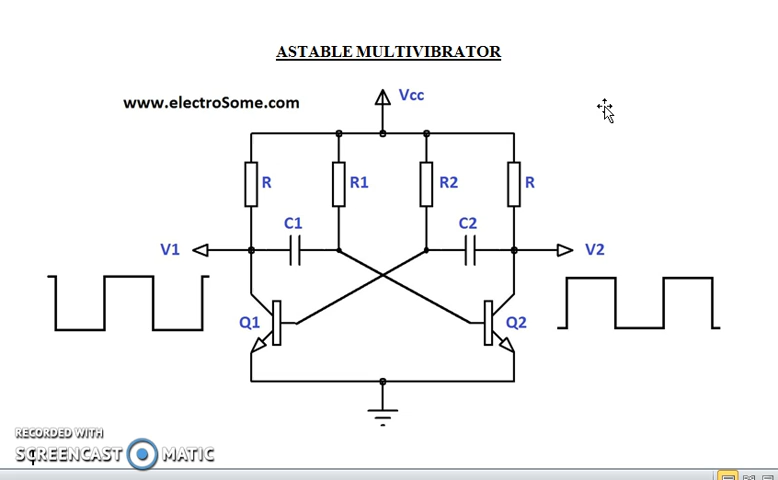 ASTABLE MULTIVIBRATOR
www.electroSome.com
Vcc
R
R1
R2
R
C1
C2
V1
V2
Q1
Q2
RECORDED WITH
SCREENCAST MATIC